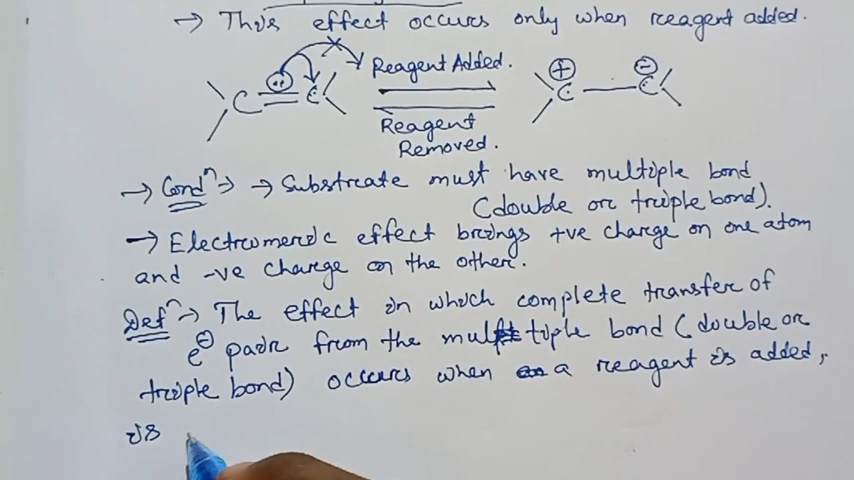 → This effect occurs only when reagent added.
C = C Reagent Added. ⊕ C — C ⊖
Reagent
Removed.
→ Condⁿ ⇒ → Substrate must have multiple bond
(double or triple bond).
→ Electromeric effect brings +ve charge on one atom
and -ve charge on the other.
Defⁿ → The effect in which complete transfer of
e⊖ pair from the multiple bond (double or
triple bond) occurs when a reagent is added,
is